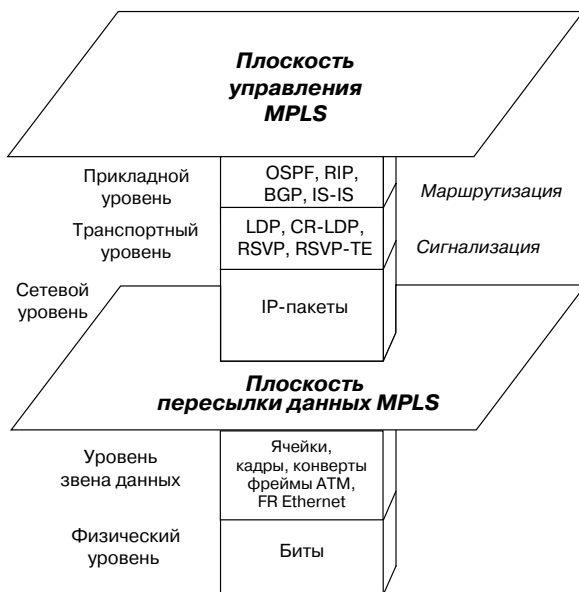 Плоскость
управления
MPLS
Прикладной
уровень
OSPF, RIP,
BGP, IS-IS
Маршрутизация
Транспортный
уровень
LDP, CR-LDP,
RSVP, RSVP-TE
Сигнализация
Сетевой
уровень
IP-пакеты
Плоскость
пересылки данных MPLS
Уровень
звена данных
Ячейки,
кадры, конверты
фреймы ATM,
FR Ethernet
Физический
уровень
Биты